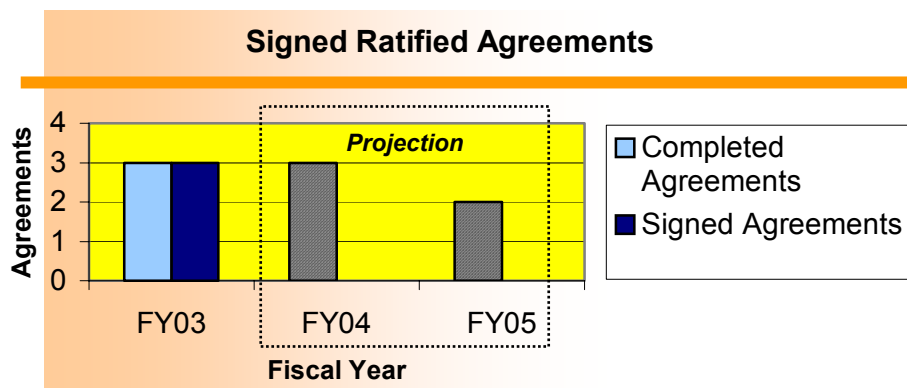 Signed Ratified Agreements
4
3
2
1
0
Agreements
Projection
FY03
FY04
FY05
Fiscal Year
Completed
Agreements
Signed Agreements